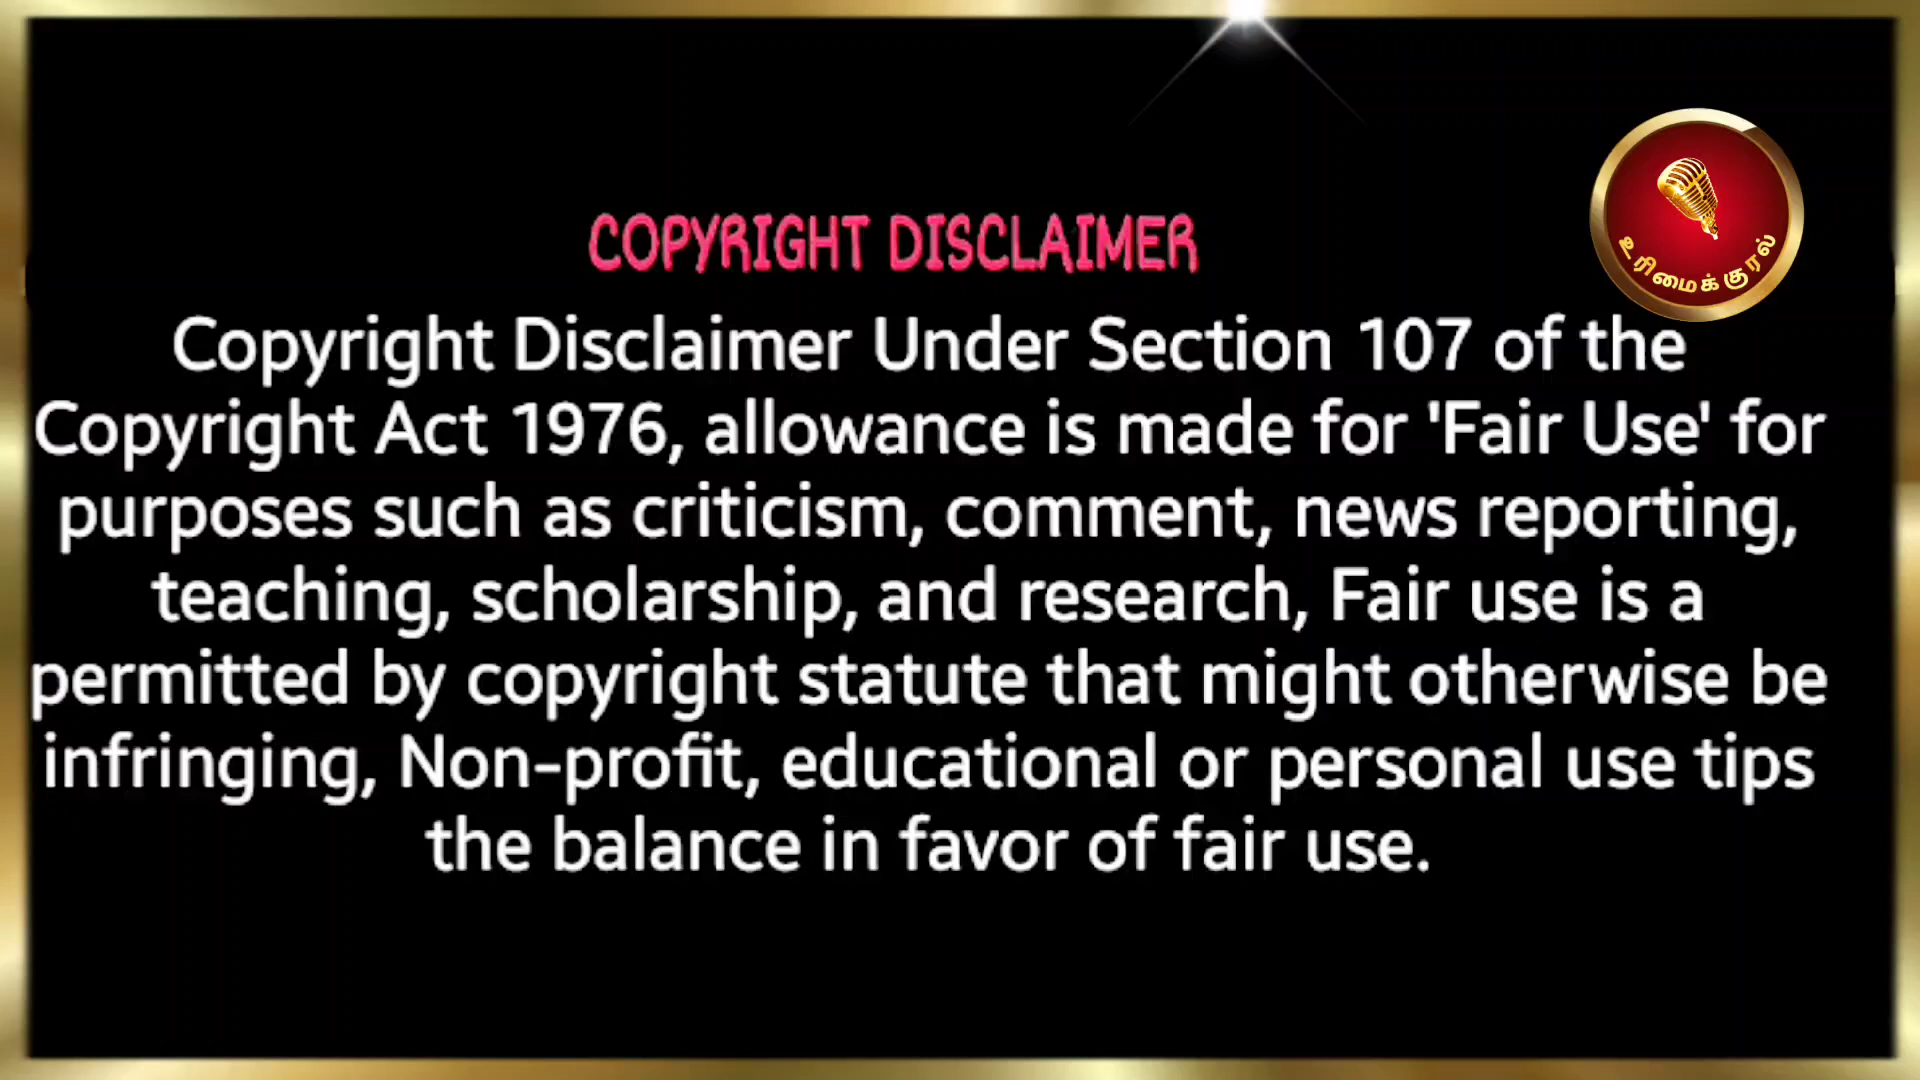 COPYRIGHT DISCLAIMER
உரிமைக்குரல்
Copyright Disclaimer Under Section 107 of the
Copyright Act 1976, allowance is made for 'Fair Use' for
purposes such as criticism, comment, news reporting,
teaching, scholarship, and research, Fair use is a
permitted by copyright statute that might otherwise be
infringing, Non-profit, educational or personal use tips
the balance in favor of fair use.